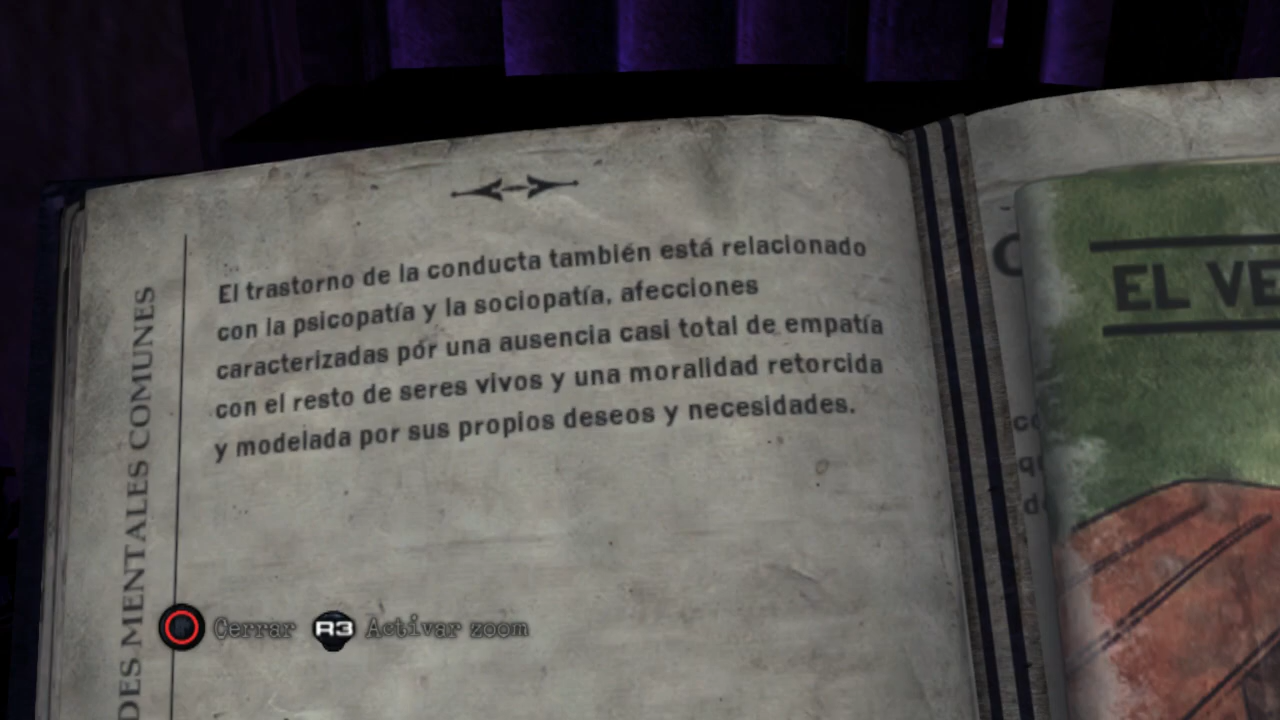 DES MENTALES COMUNES
El trastorno de la conducta también está relacionado
con la psicopatía y la sociopatía, afecciones
caracterizadas por una ausencia casi total de empatía
con el resto de seres vivos y una moralidad retorcida
y modelada por sus propios deseos y necesidades.
EL VE
Cerrar R3 Activar zoom